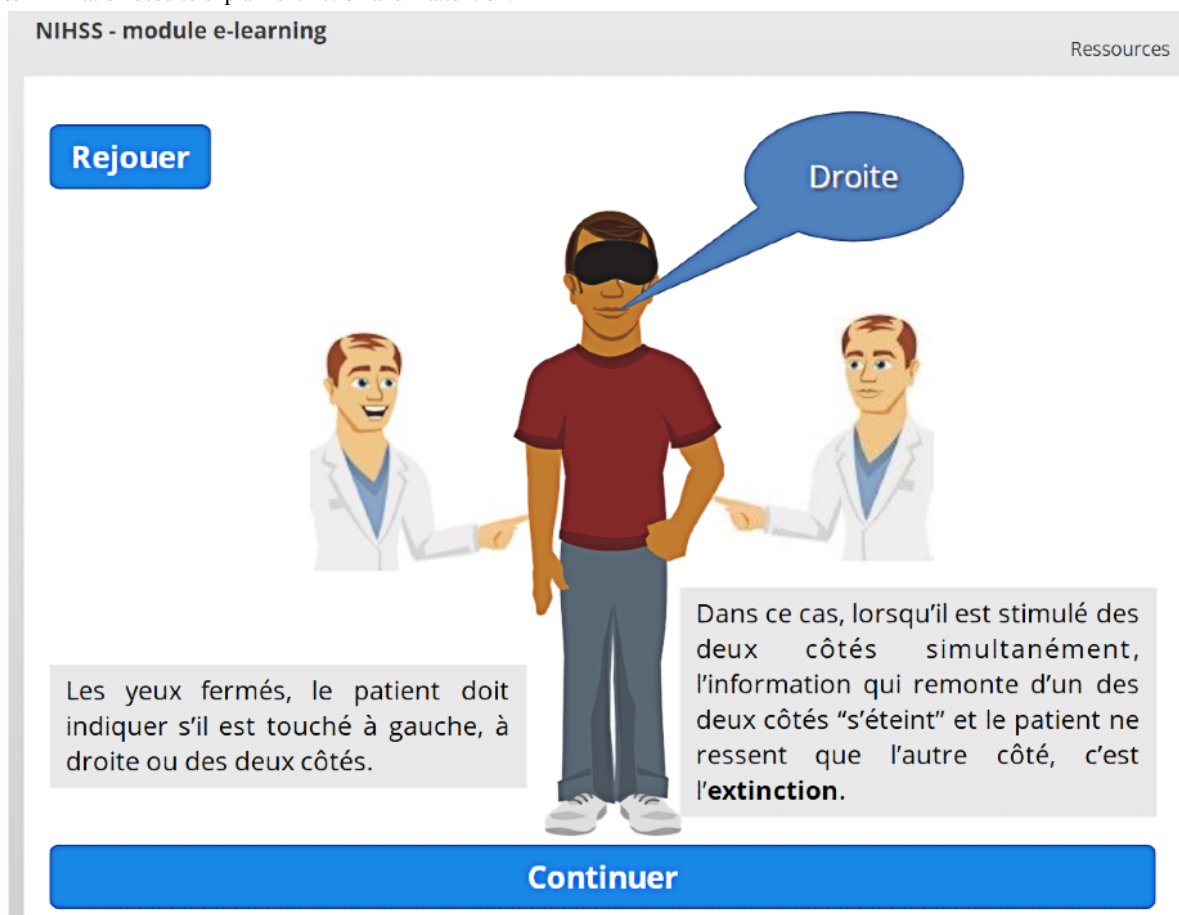 NIHSS - module e-learning
Ressources
Rejouer
Droite
Les yeux fermés, le patient doit
indiquer s'il est touché à gauche, à
droite ou des deux côtés.
Dans ce cas, lorsqu'il est stimulé des
deux côtés simultanément,
l'information qui remonte d'un des
deux côtés “s'éteint” et le patient ne
ressent que l'autre côté, c'est
l'extinction.
Continuer